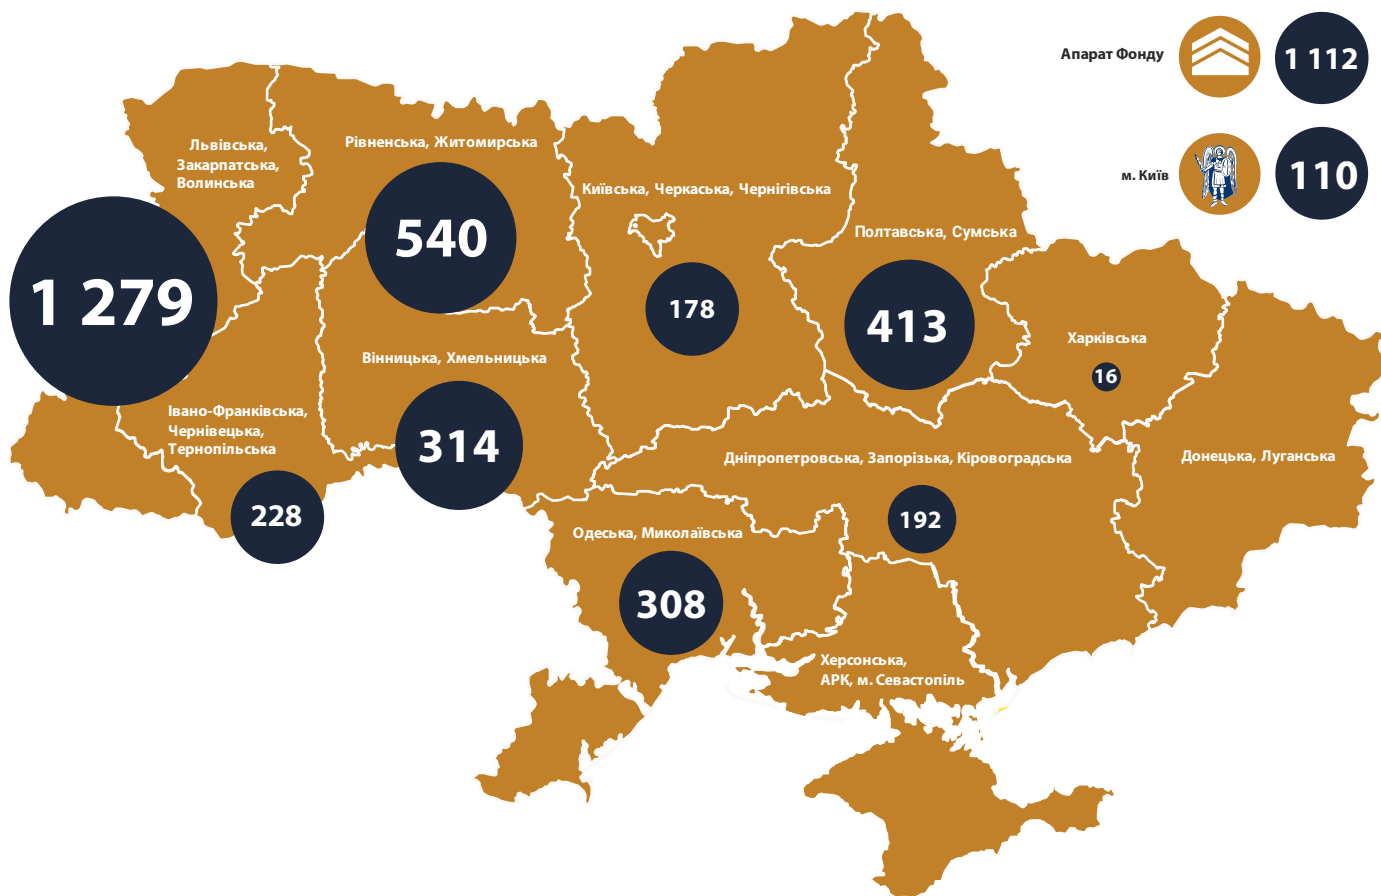 Апарат Фонду
1 112
м. Київ
110
Львівська,
Закарпатська,
Волинська
1 279
Рівненська, Житомирська
540
Київська, Черкаська, Чернігівська
178
Полтавська, Сумська
413
Харківська
16
Вінницька, Хмельницька
314
Івано-Франківська,
Чернівецька,
Тернопільська
228
Дніпропетровська, Запорізька, Кіровоградська
192
Донецька, Луганська
Одеська, Миколаївська
308
Херсонська,
АРК, м. Севастопіль